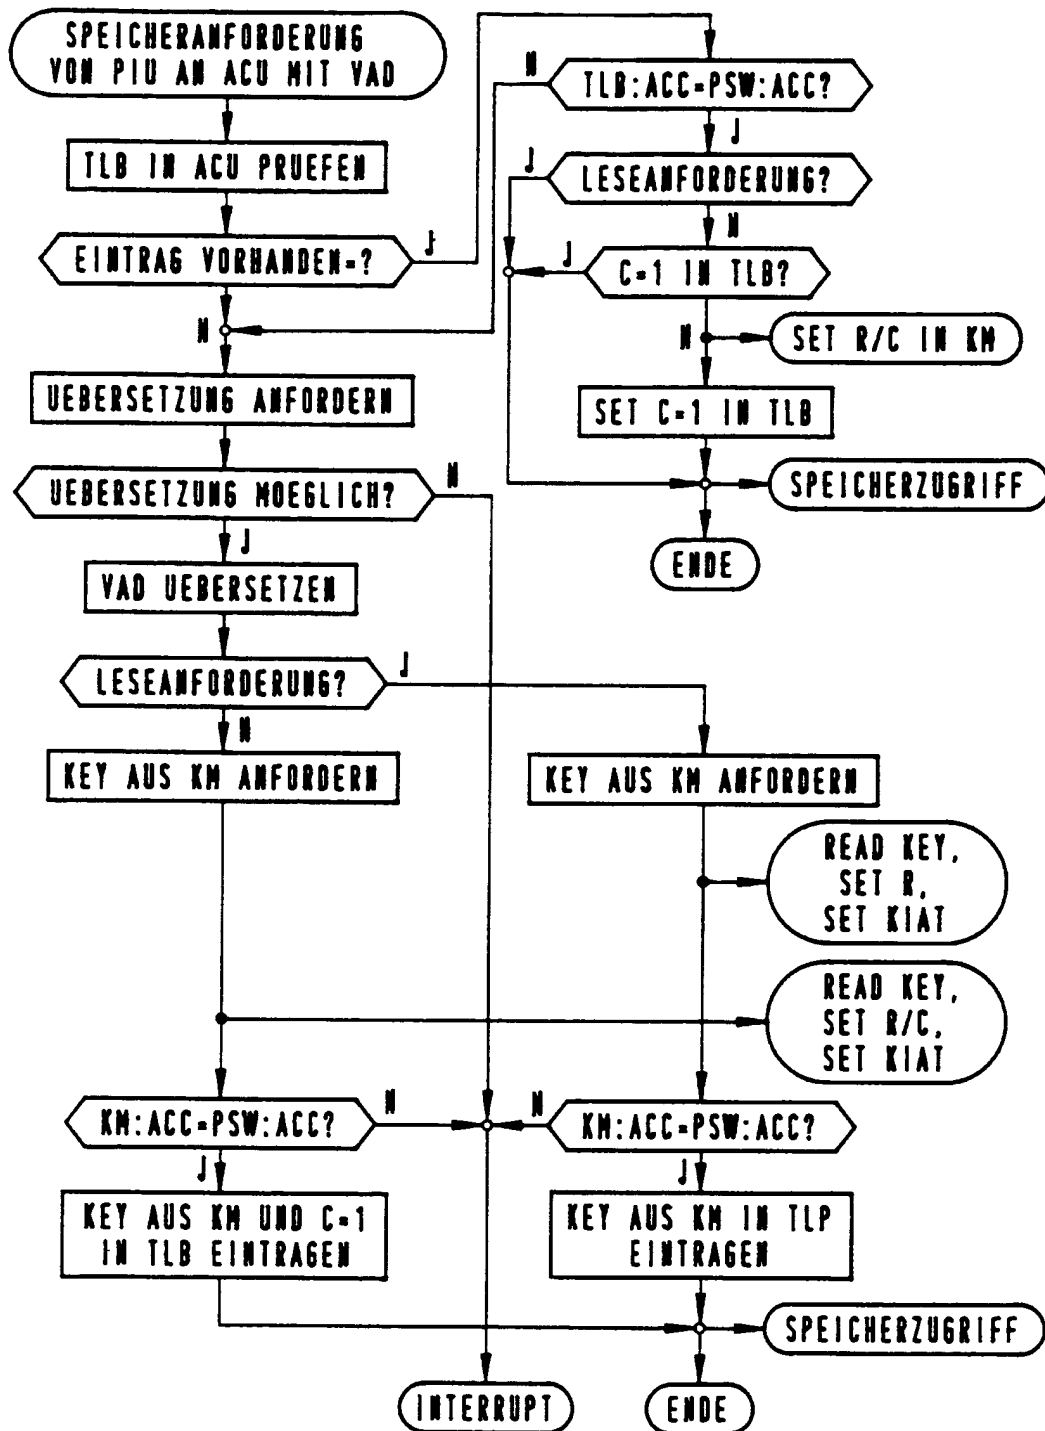 SPEICHERANFORDERUNG
VON PIU AN ACU MIT VAD
TLB IN ACU PRUEFEN
EINTRAG VORHANDEN=?
J
N
UEBERSETZUNG ANFORDERN
UEBERSETZUNG MOEGLICH?
N
J
VAD UEBERSETZEN
LESEANFORDERUNG?
J
N
KEY AUS KM ANFORDERN
KM:ACC=PSW:ACC?
N
J
KEY AUS KM UND C=1
IN TLB EINTRAGEN
INTERRUPT
N
TLB:ACC=PSW:ACC?
J
J
LESEANFORDERUNG?
N
J
C=1 IN TLB?
N
SET R/C IN KM
SET C=1 IN TLB
SPEICHERZUGRIFF
ENDE
KEY AUS KM ANFORDERN
READ KEY,
SET R,
SET KIAT
READ KEY,
SET R/C,
SET KIAT
N
KM:ACC=PSW:ACC?
J
KEY AUS KM IN TLP
EINTRAGEN
SPEICHERZUGRIFF
ENDE